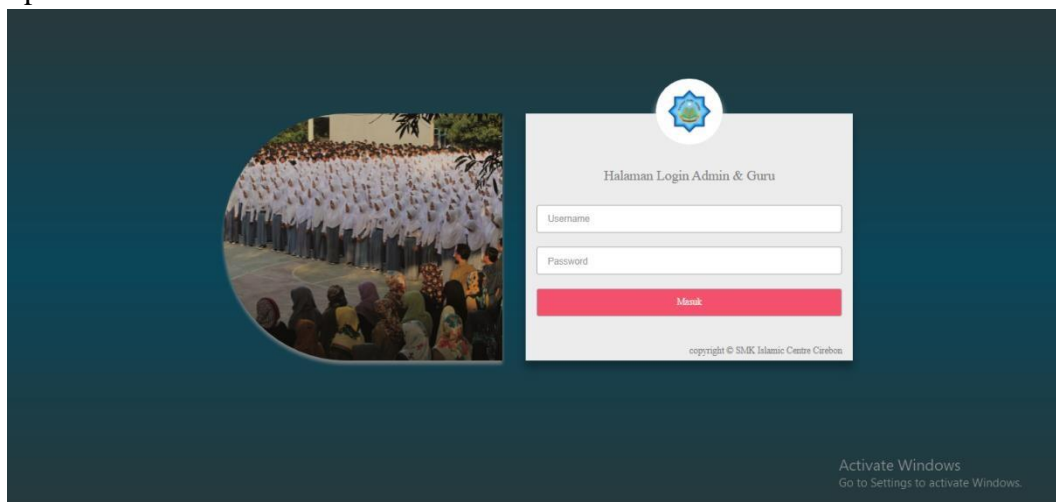 Halaman Login Admin & Guru
Username
Password
Masuk
copyright © SMK Islamic Centre Cirebon
Activate Windows
Go to Settings to activate Windows.